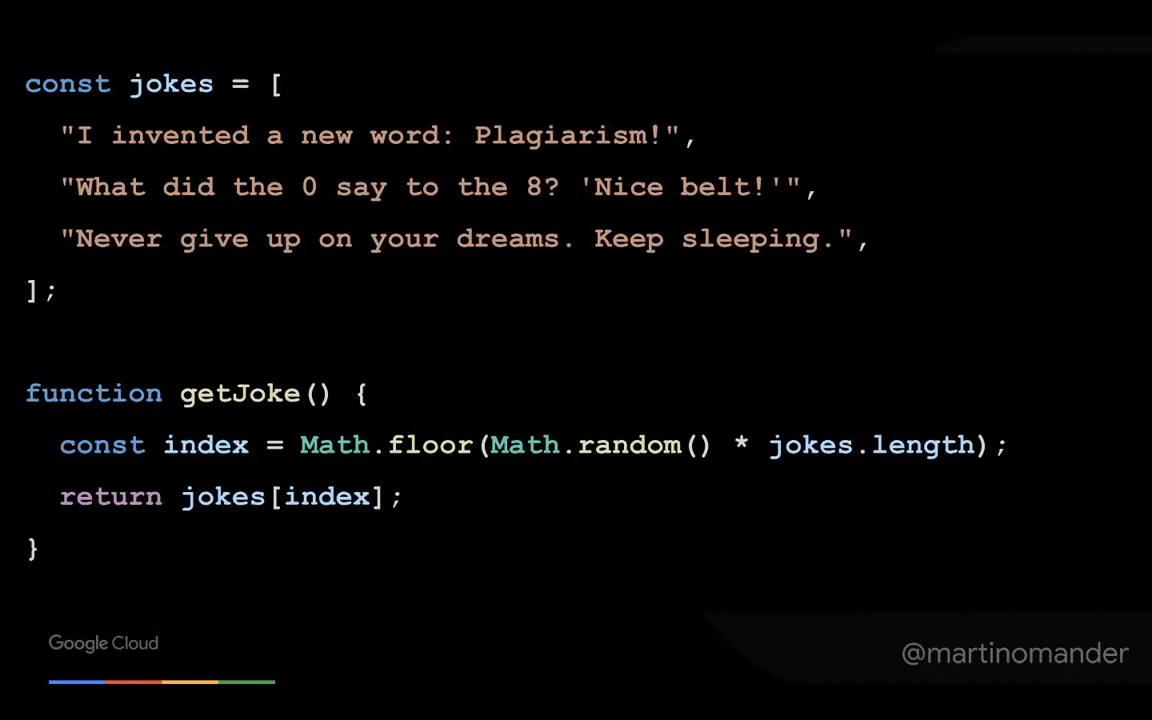 const jokes = [
  "I invented a new word: Plagiarism!",
  "What did the 0 say to the 8? 'Nice belt!'",
  "Never give up on your dreams. Keep sleeping.",
];
function getJoke() {
  const index = Math.floor(Math.random() * jokes.length);
  return jokes[index];
}
Google Cloud
@martinomander